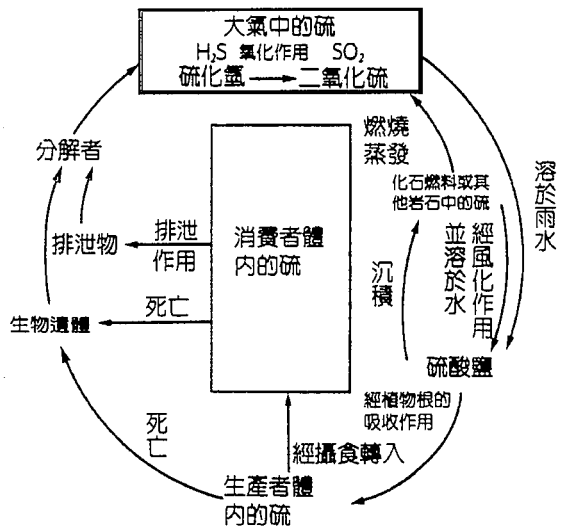 大氣中的硫
H₂S 氧化作用 SO₂
硫化氫 → 二氧化硫
燃燒
蒸發
分解者
化石燃料或其
他岩石中的硫
溶於雨水
排泄物
排泄
作用
消費者體
內的硫
沉積
經風化作用
並溶於水
生物遺體
死亡
硫酸鹽
經植物根的
吸收作用
死亡
經攝食轉入
生產者體
內的硫